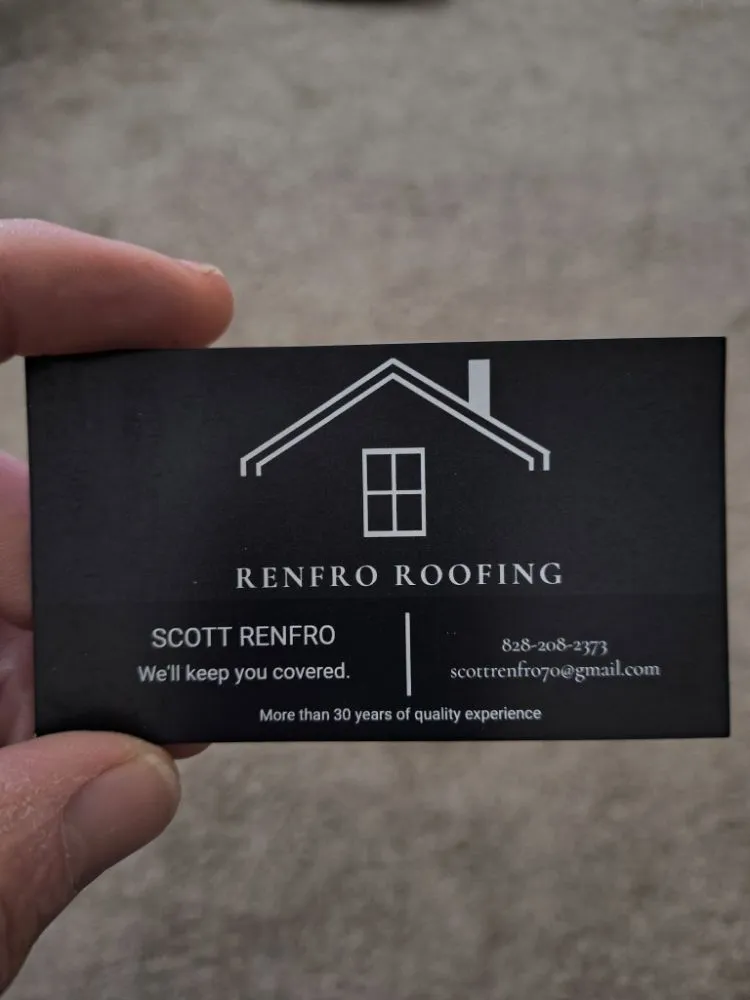 RENFRO ROOFING
SCOTT RENFRO
We'll keep you covered.
828-208-2373
scottrenfro70@gmail.com
More than 30 years of quality experience